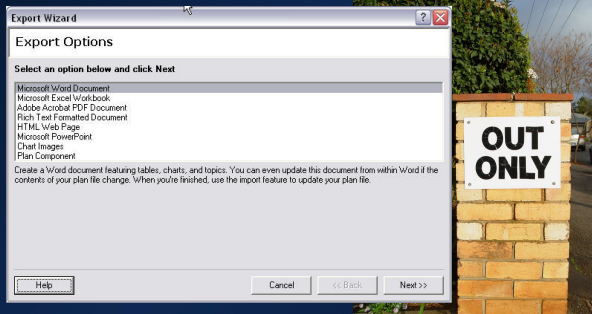 Export Wizard
Export Options
Select an option below and click Next
Microsoft Word Document
Microsoft Excel Workbook
Adobe Acrobat PDF Document
Rich Text Formatted Document
HTML Web Page
Microsoft PowerPoint
Chart Images
Plan Component
Create a Word document featuring tables, charts, and topics. You can even update this document from within Word if the
contents of your plan file change. When you're finished, use the import feature to update your plan file.
Help
Cancel
<< Back
Next >>
OUT
ONLY